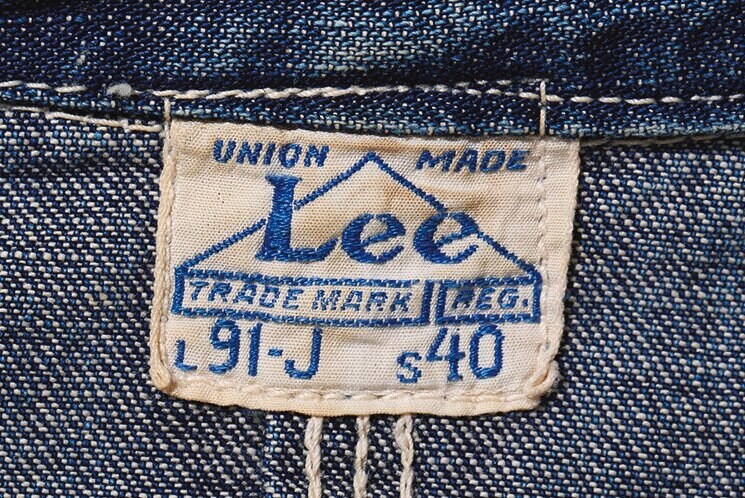 UNION MADE
Lee
TRADE MARK REG.
L 91-J S 40